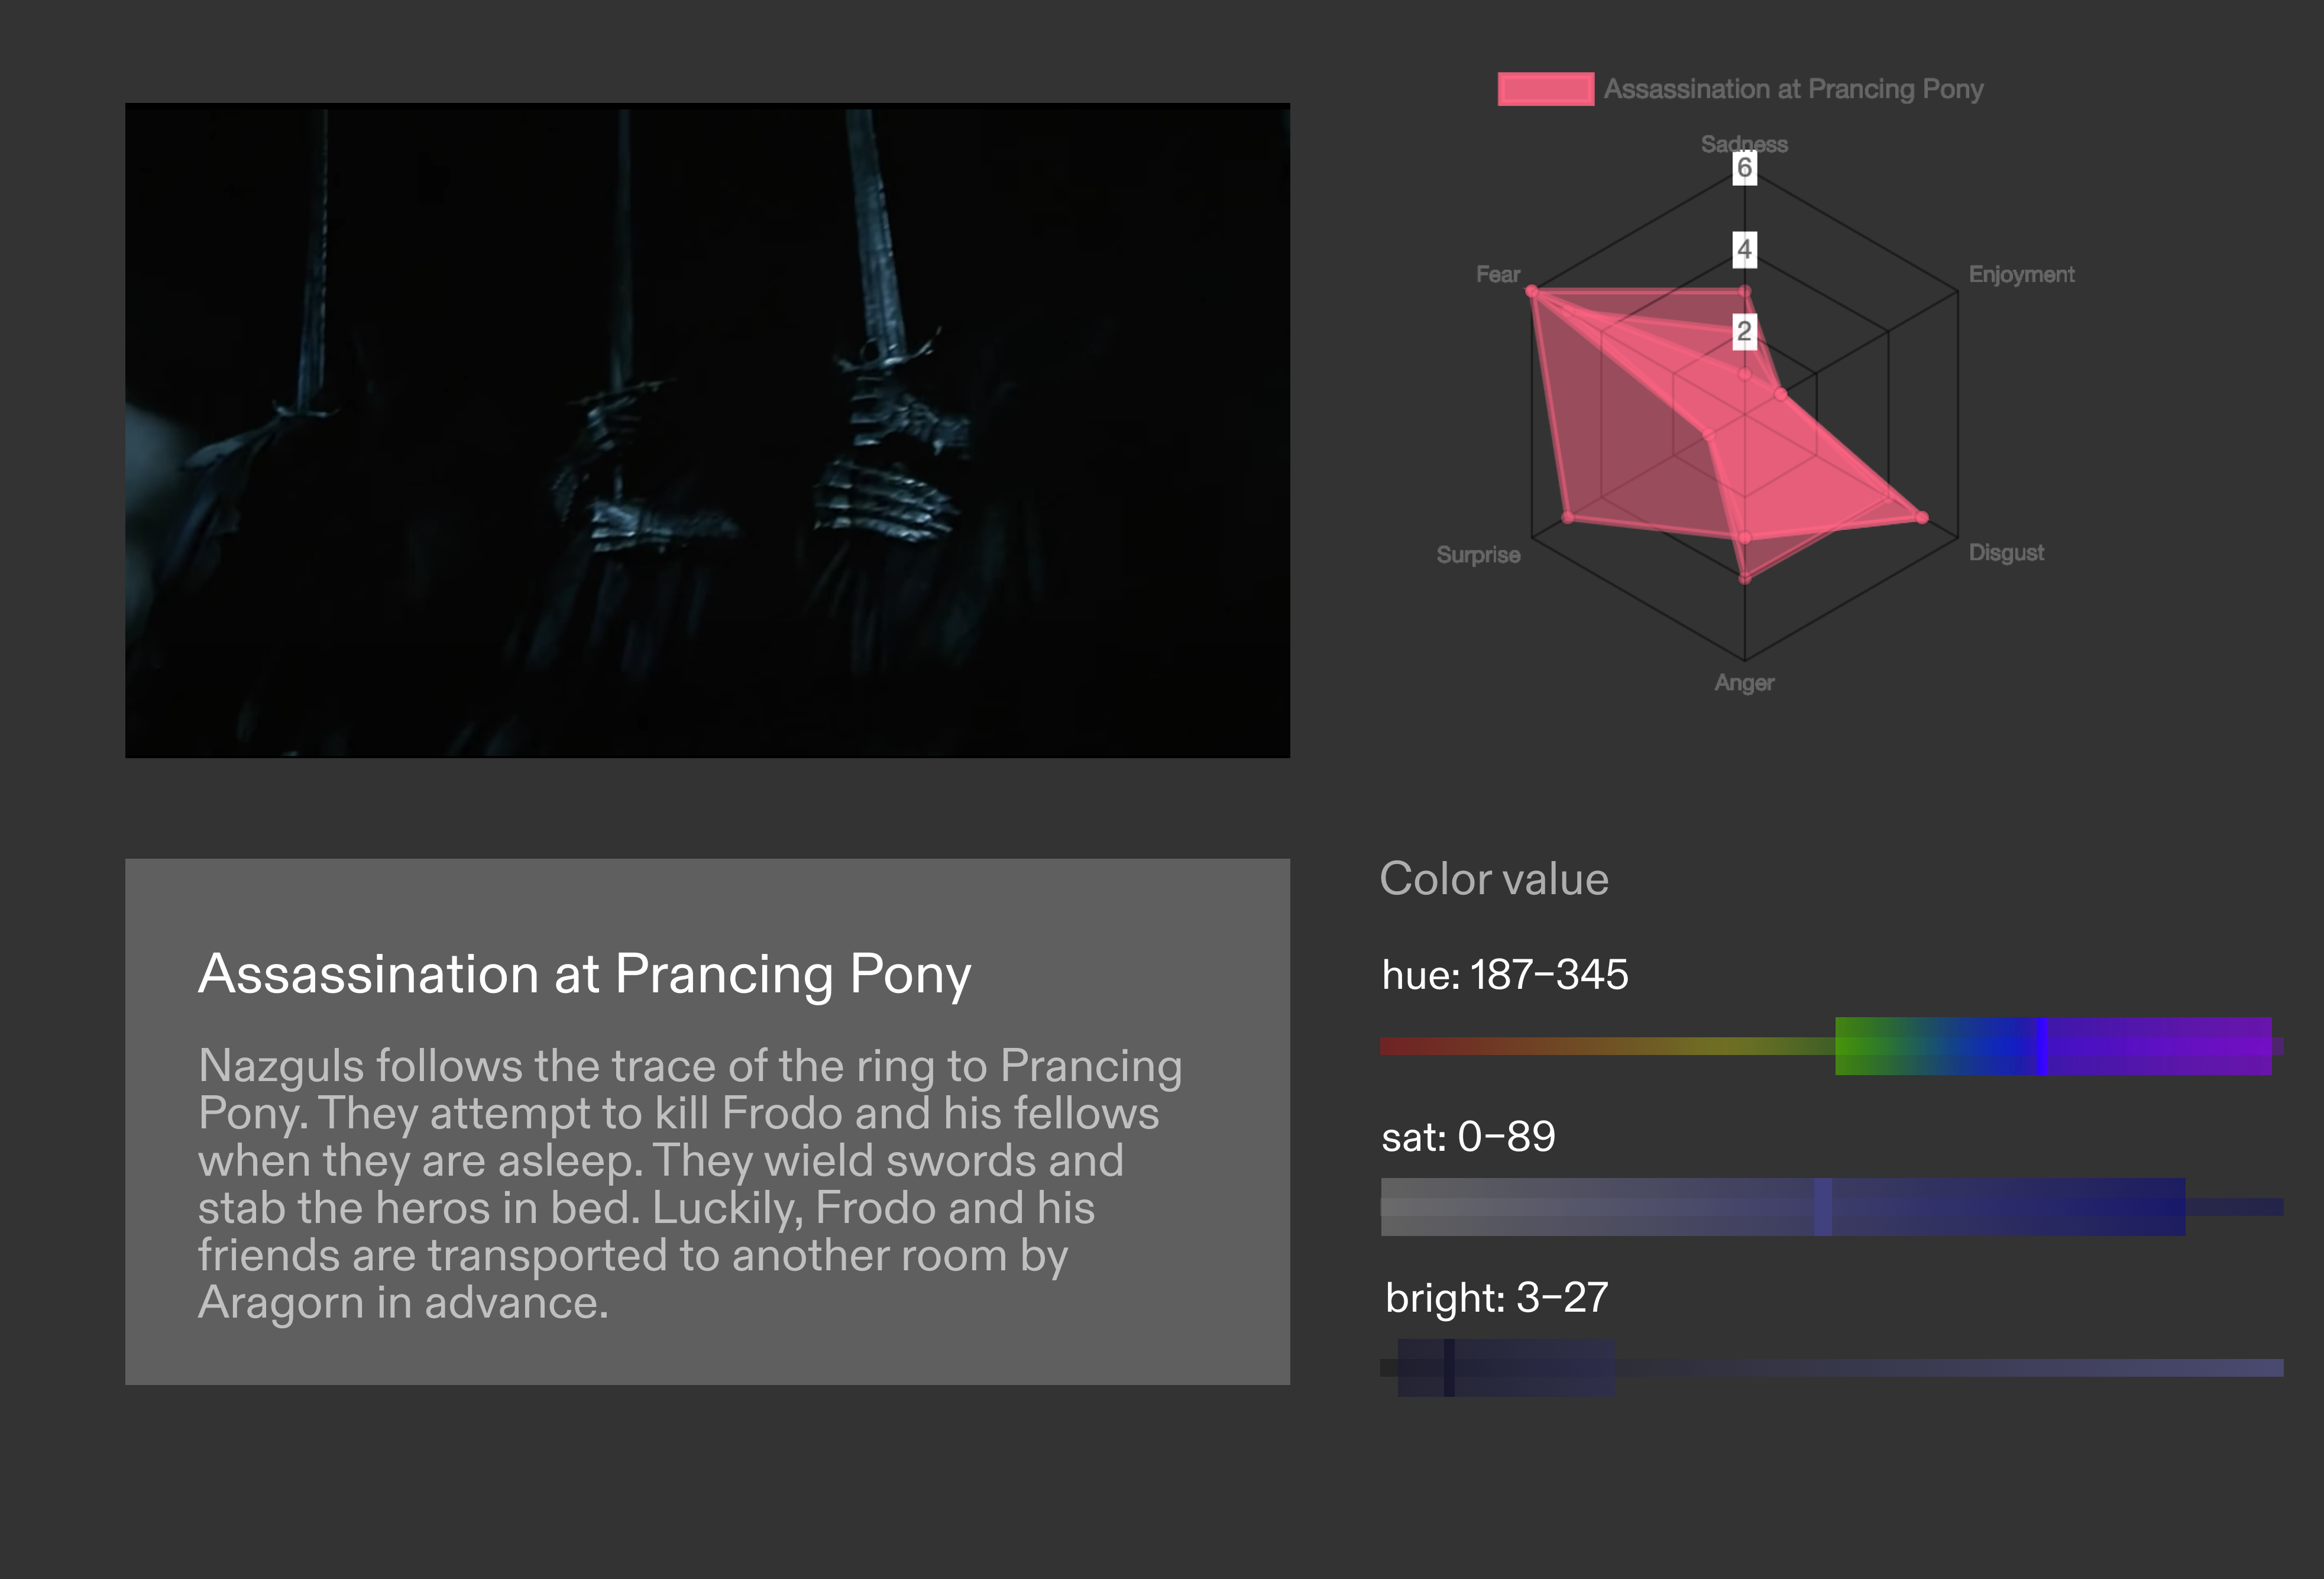 Assassination at Prancing Pony
Sadness
6
4
2
Fear
Enjoyment
Surprise
Disgust
Anger
Assassination at Prancing Pony
Nazguls follows the trace of the ring to Prancing
Pony. They attempt to kill Frodo and his fellows
when they are asleep. They wield swords and
stab the heros in bed. Luckily, Frodo and his
friends are transported to another room by
Aragorn in advance.
Color value
hue: 187–345
sat: 0–89
bright: 3–27